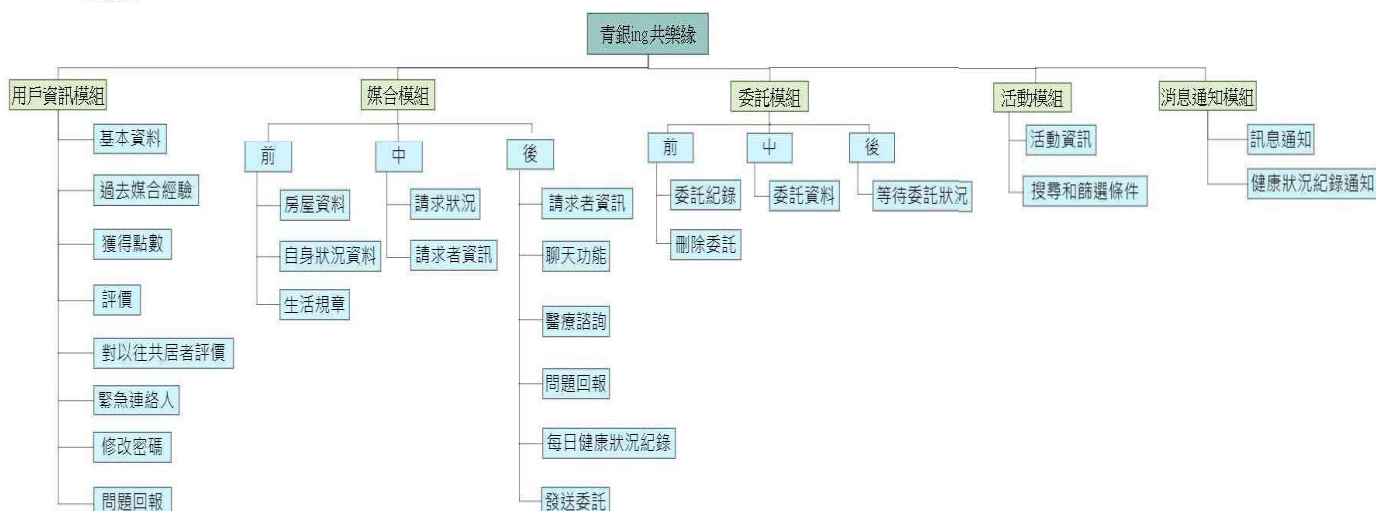 青銀ing共樂緣
用戶資訊模組
媒合模組
委託模組
活動模組
消息通知模組
基本資料
過去媒合經驗
獲得點數
評價
對以往共居者評價
緊急連絡人
修改密碼
問題回報
前
中
後
房屋資料
自身狀況資料
生活規章
請求狀況
請求者資訊
請求者資訊
聊天功能
醫療諮詢
問題回報
每日健康狀況紀錄
發送委託
前
中
後
委託紀錄
刪除委託
委託資料
等待委託狀況
活動資訊
搜尋和篩選條件
訊息通知
健康狀況紀錄通知